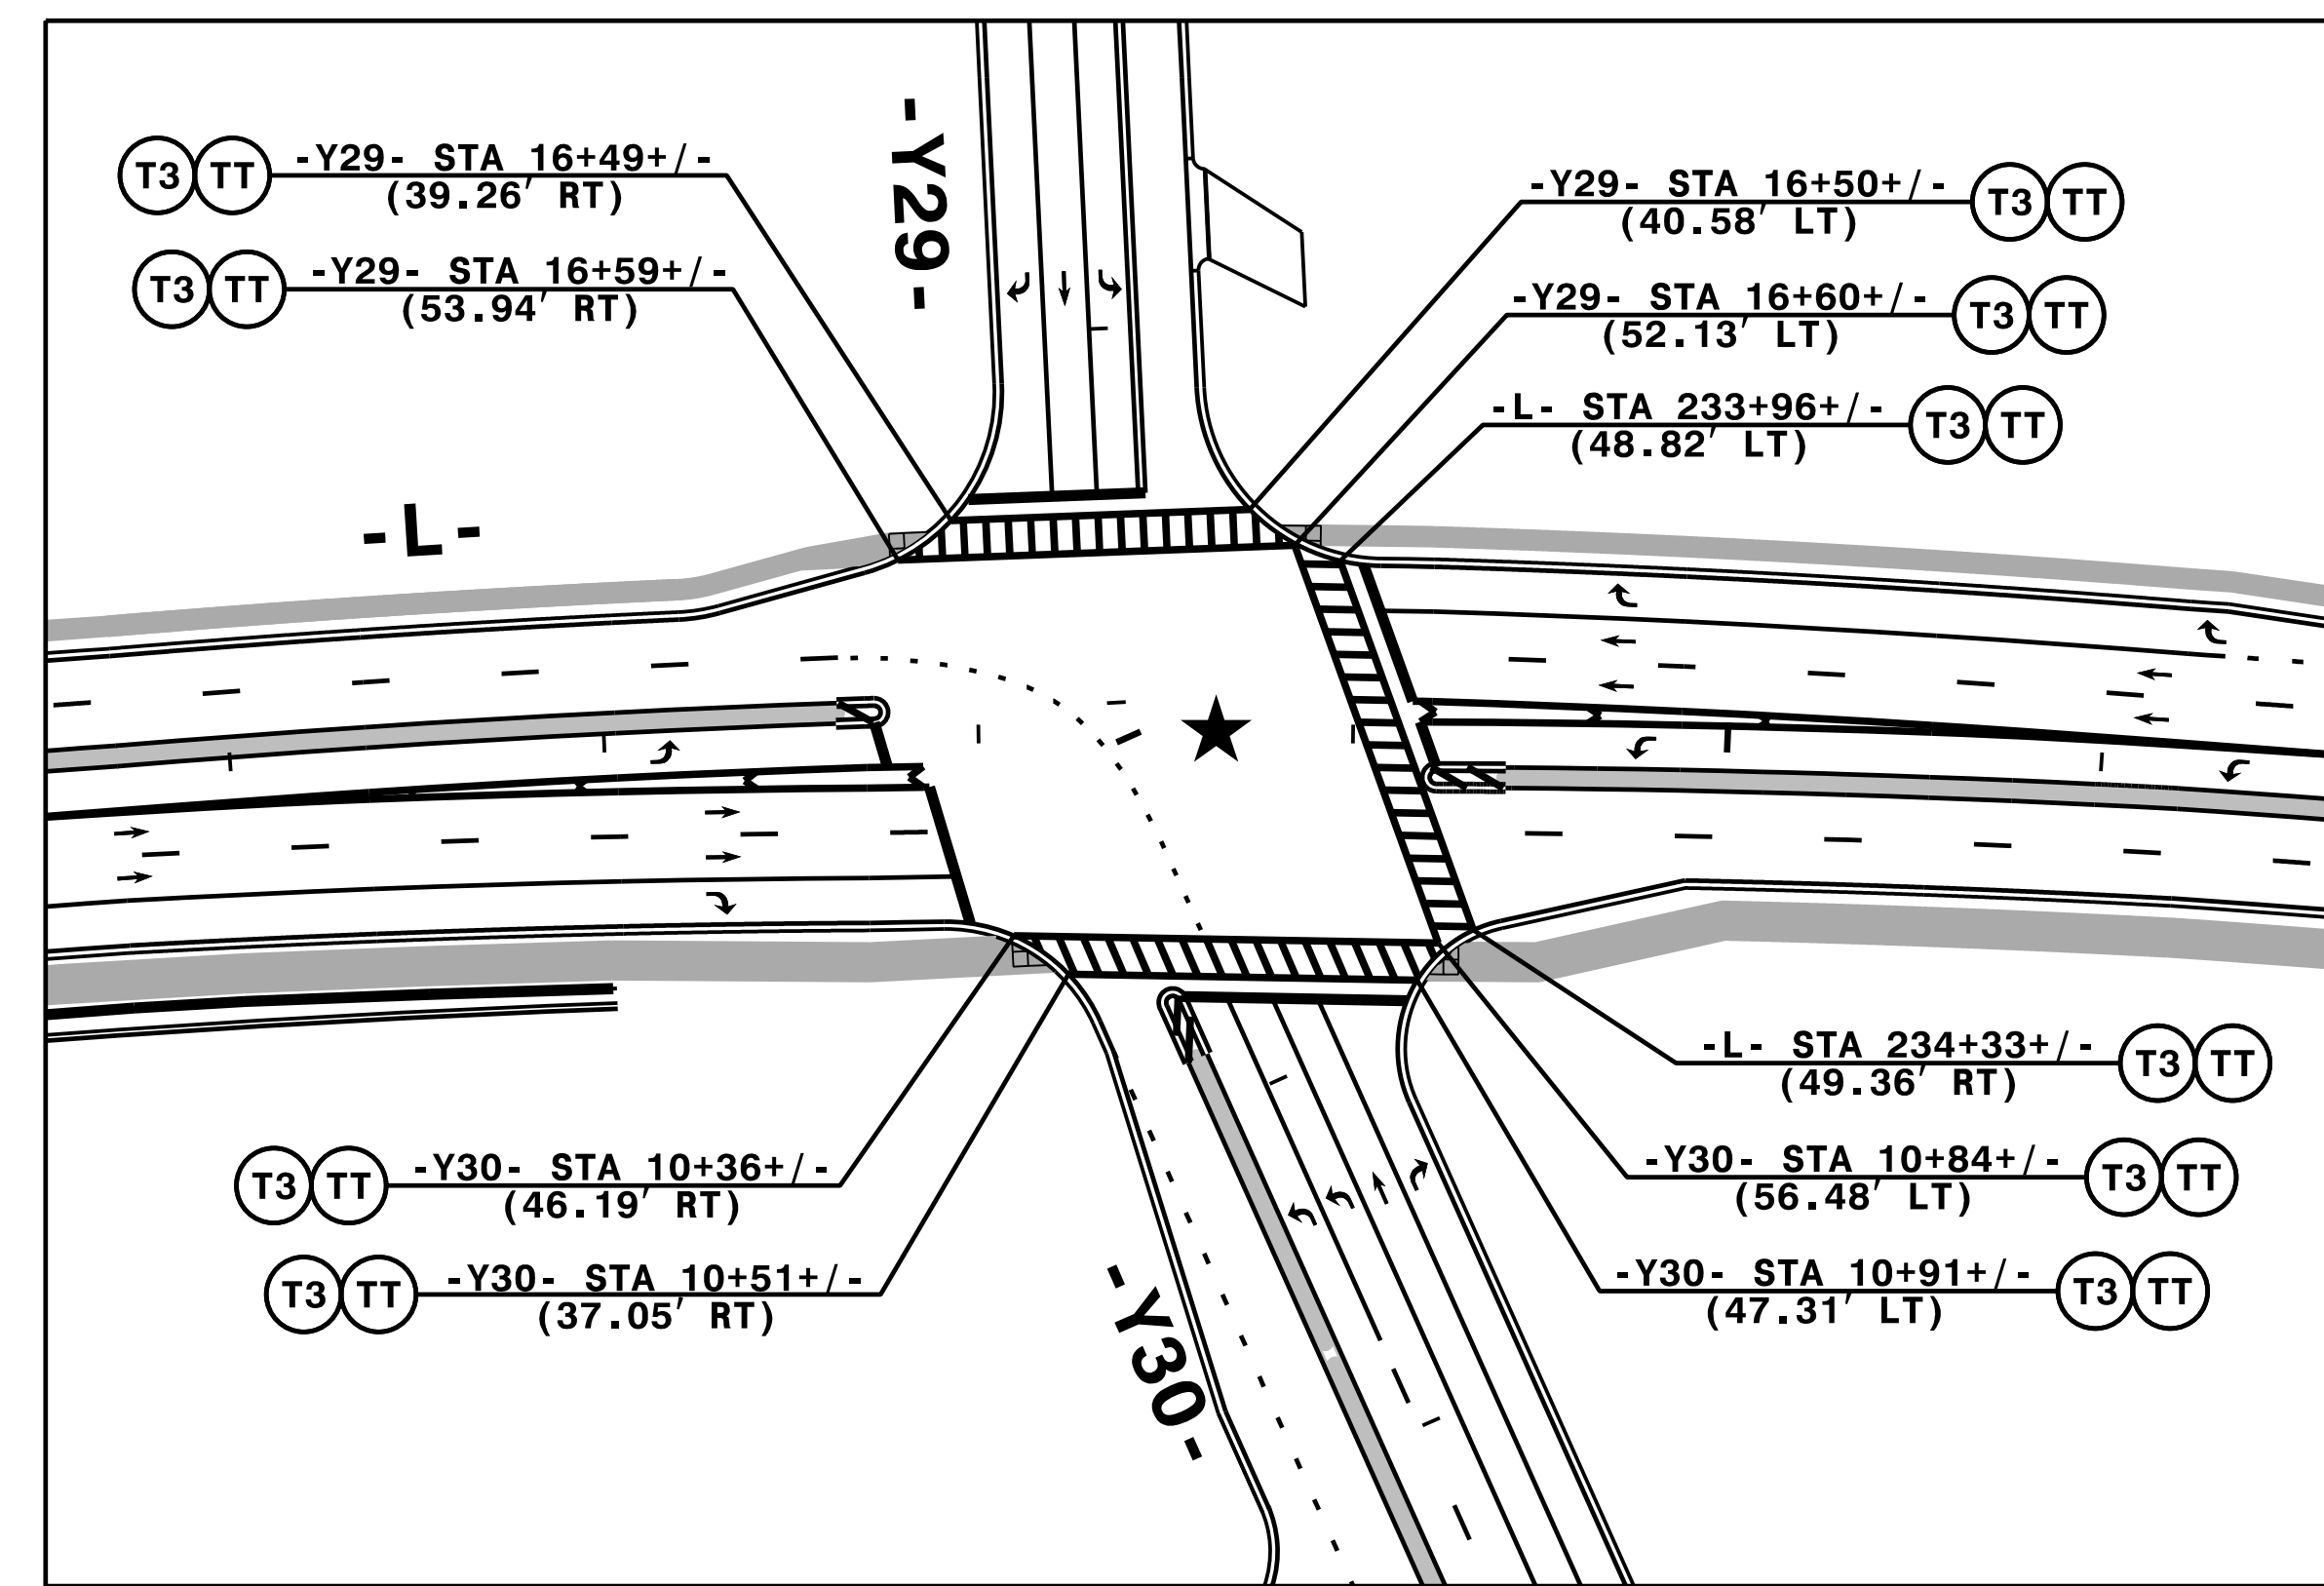 T3 TT -Y29- STA 16+49+/-
(39.26' RT)
T3 TT -Y29- STA 16+59+/-
(53.94' RT)
-Y29-
-Y29- STA 16+50+/- T3 TT
(40.58' LT)
-Y29- STA 16+60+/- T3 TT
(52.13' LT)
-L- STA 233+96+/- T3 TT
(48.82' LT)
-L-
-L- STA 234+33+/- T3 TT
(49.36' RT)
-Y30- STA 10+84+/- T3 TT
(56.48' LT)
-Y30- STA 10+91+/- T3 TT
(47.31' LT)
T3 TT -Y30- STA 10+36+/-
(46.19' RT)
T3 TT -Y30- STA 10+51+/-
(37.05' RT)
-Y30-